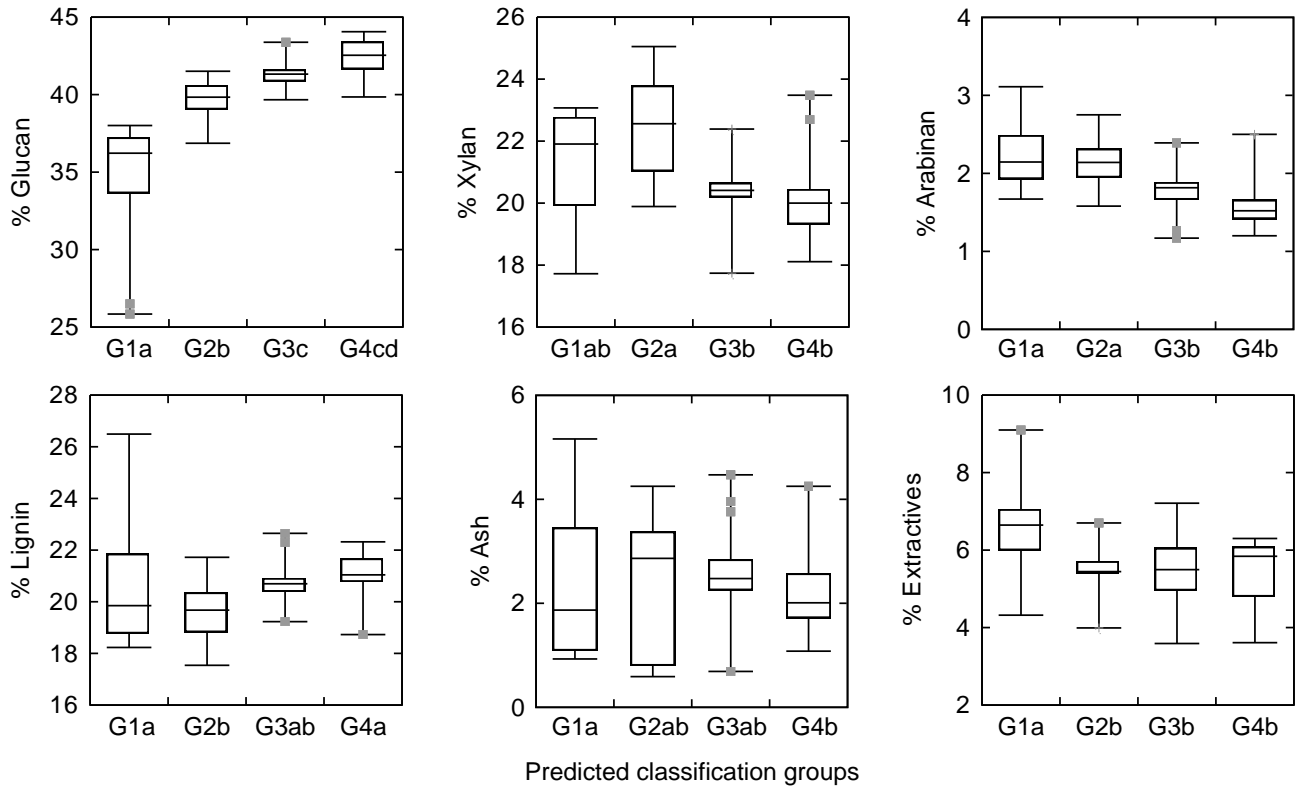 % Glucan
45
40
35
30
25
G1a G2b G3c G4cd
% Xylan
26
24
22
20
18
16
G1ab G2a G3b G4b
% Arabinan
4
3
2
1
0
G1a G2a G3b G4b
% Lignin
28
26
24
22
20
18
16
G1a G2b G3ab G4a
% Ash
6
4
2
0
G1a G2ab G3ab G4b
% Extractives
10
8
6
4
2
G1a G2b G3b G4b
Predicted classification groups